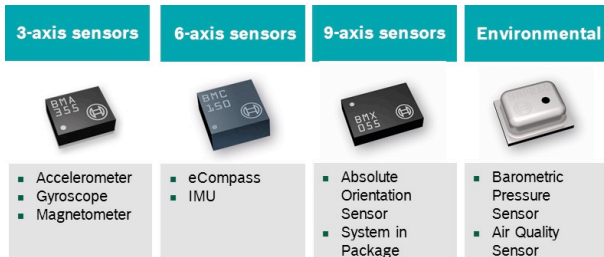 3-axis sensors
6-axis sensors
9-axis sensors
Environmental
BMA
355
BMC
150
BMX
055
Accelerometer
Gyroscope
Magnetometer
eCompass
IMU
Absolute
Orientation
Sensor
System in
Package
Barometric
Pressure
Sensor
Air Quality
Sensor